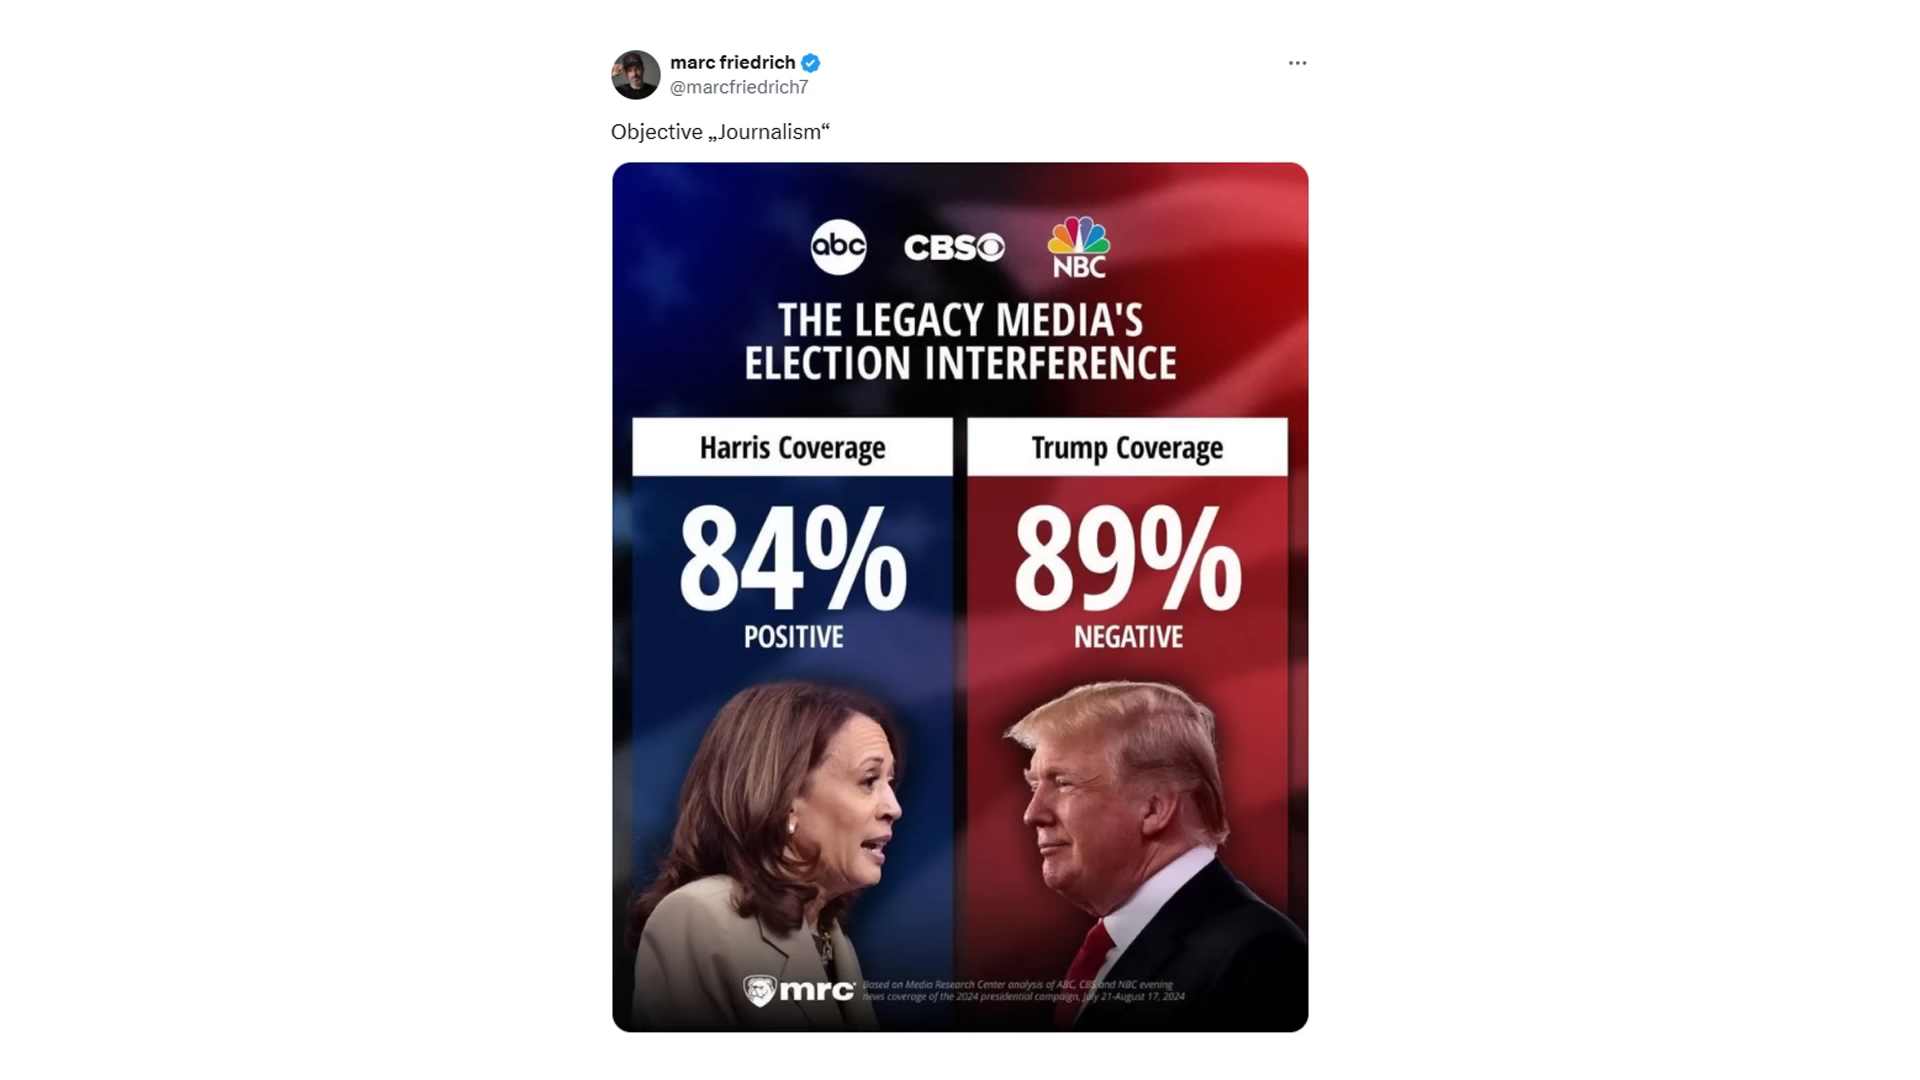 marc friedrich
@marcfriedrich7
Objective „Journalism“
abc CBS NBC
THE LEGACY MEDIA'S
ELECTION INTERFERENCE
Harris Coverage
84%
POSITIVE
Trump Coverage
89%
NEGATIVE
mrc
Based on Media Research Center analysis of ABC, CBS and NBC evening
news coverage of the 2024 presidential campaign, July 21-August 17, 2024